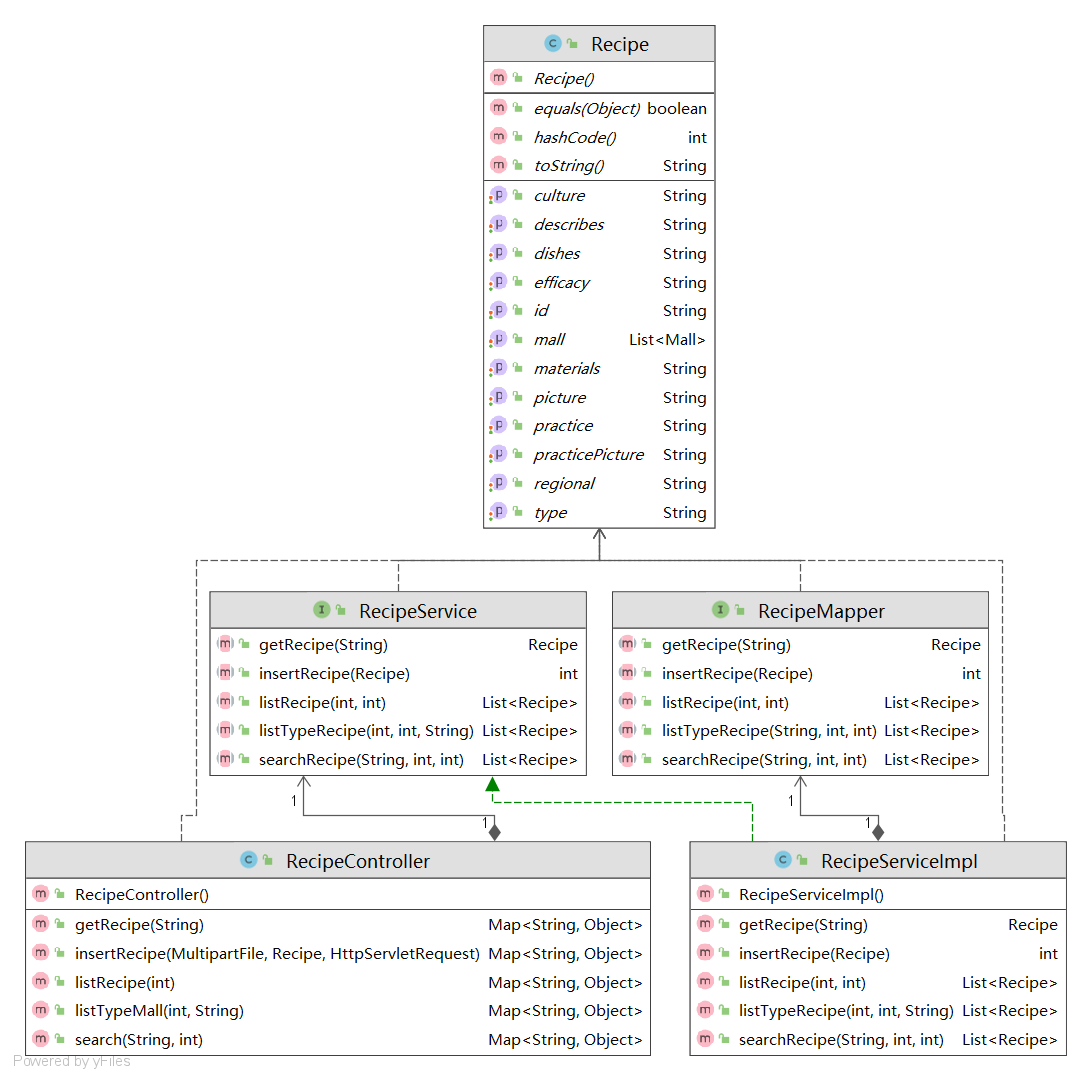 Recipe
Recipe()
equals(Object) boolean
hashCode() int
toString() String
culture String
describes String
dishes String
efficacy String
id String
mall List<Mall>
materials String
picture String
practice String
practicePicture String
regional String
type String
RecipeService
getRecipe(String) Recipe
insertRecipe(Recipe) int
listRecipe(int, int) List<Recipe>
listTypeRecipe(int, int, String) List<Recipe>
searchRecipe(String, int, int) List<Recipe>
RecipeMapper
getRecipe(String) Recipe
insertRecipe(Recipe) int
listRecipe(int, int) List<Recipe>
listTypeRecipe(String, int, int) List<Recipe>
searchRecipe(String, int, int) List<Recipe>
1
1
1
1
RecipeController
RecipeController()
getRecipe(String) Map<String, Object>
insertRecipe(MultipartFile, Recipe, HttpServletRequest) Map<String, Object>
listRecipe(int) Map<String, Object>
listTypeMall(int, String) Map<String, Object>
search(String, int) Map<String, Object>
RecipeServiceImpl
RecipeServiceImpl()
getRecipe(String) Recipe
insertRecipe(Recipe) int
listRecipe(int, int) List<Recipe>
listTypeRecipe(int, int, String) List<Recipe>
searchRecipe(String, int, int) List<Recipe>
Powered by yFiles